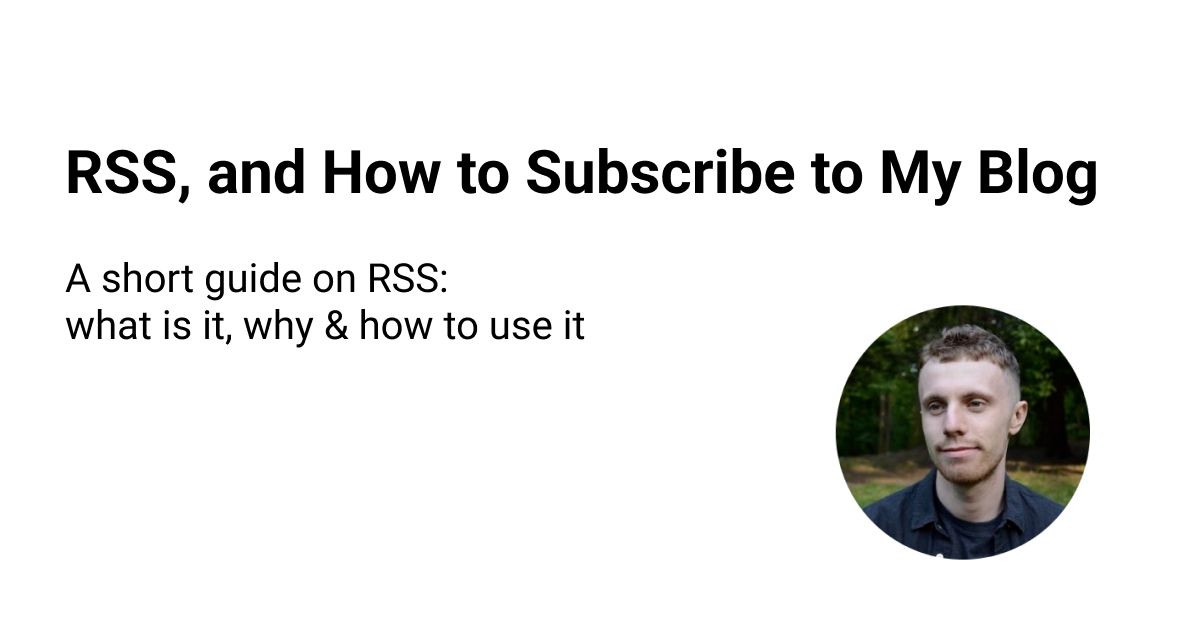 RSS, and How to Subscribe to My Blog
A short guide on RSS:
what is it, why & how to use it